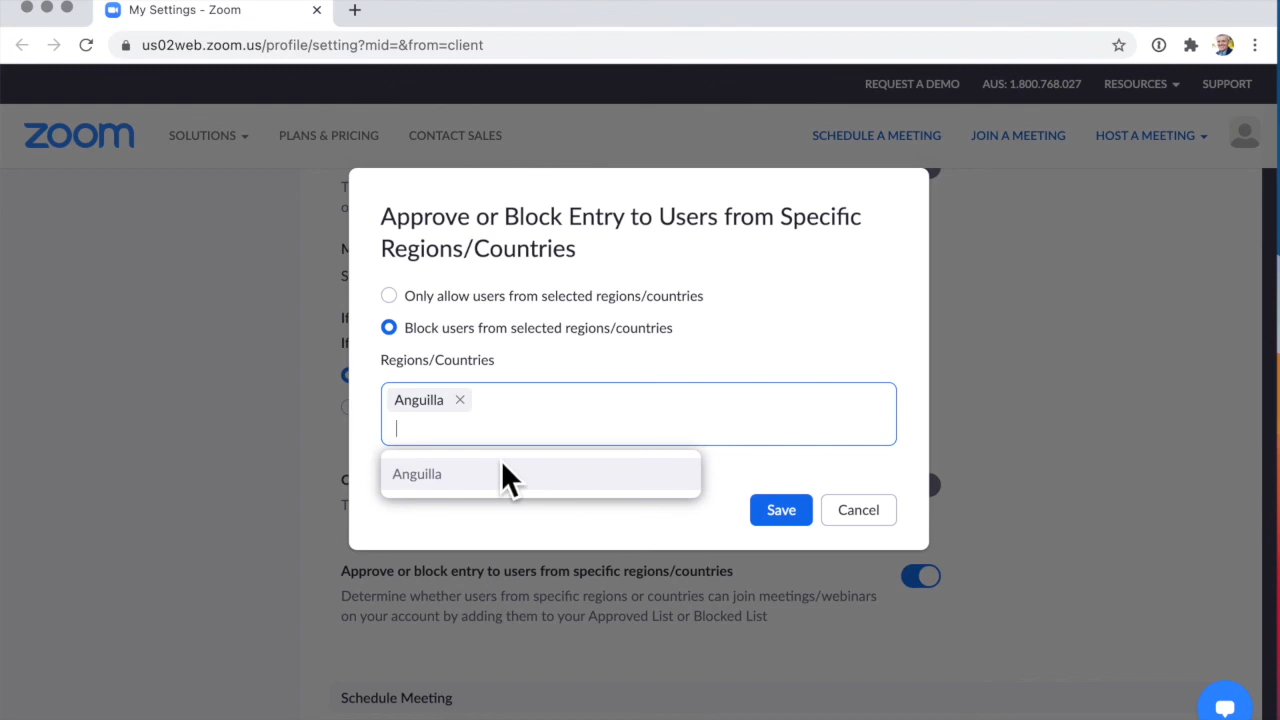 My Settings - Zoom
us02web.zoom.us/profile/setting?mid=&from=client
REQUEST A DEMO AUS: 1.800.768.027 RESOURCES SUPPORT
zoom SOLUTIONS PLANS & PRICING CONTACT SALES SCHEDULE A MEETING JOIN A MEETING HOST A MEETING
Approve or Block Entry to Users from Specific
Regions/Countries
Only allow users from selected regions/countries
Block users from selected regions/countries
Regions/Countries
Anguilla
Anguilla
Save Cancel
Approve or block entry to users from specific regions/countries
Determine whether users from specific regions or countries can join meetings/webinars
on your account by adding them to your Approved List or Blocked List
Schedule Meeting